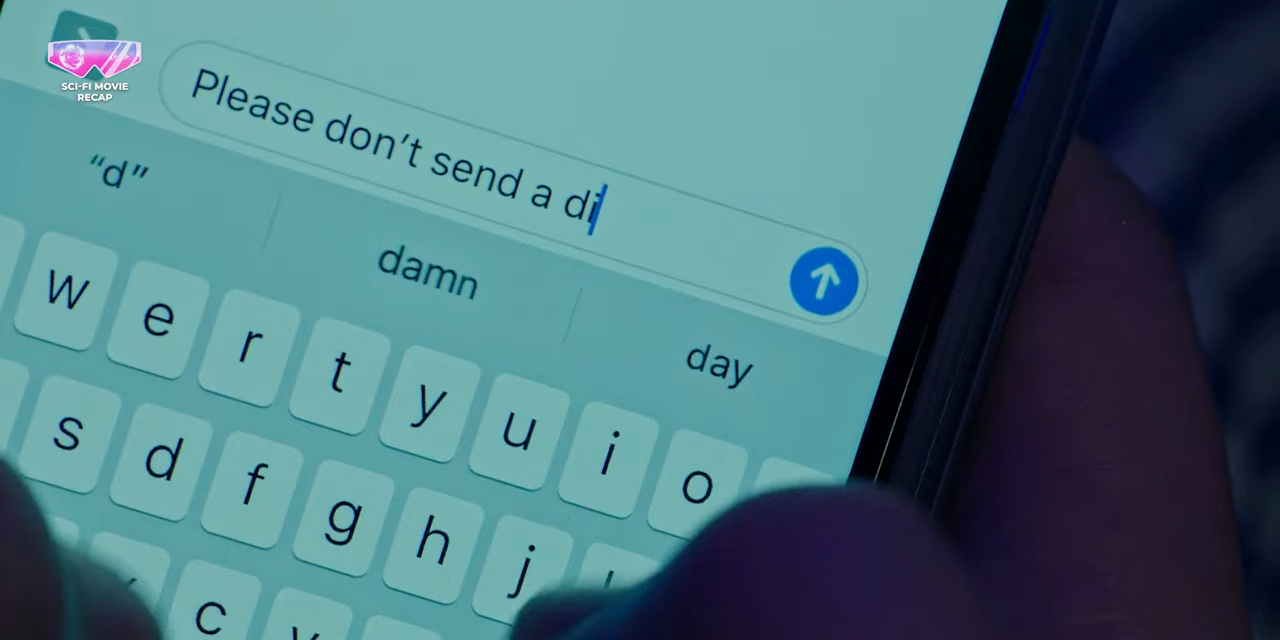 SCI-FI MOVIE
RECAP
Please don't send a di
“d”
damn
day
w e r t y u i o
s d f g h j
c